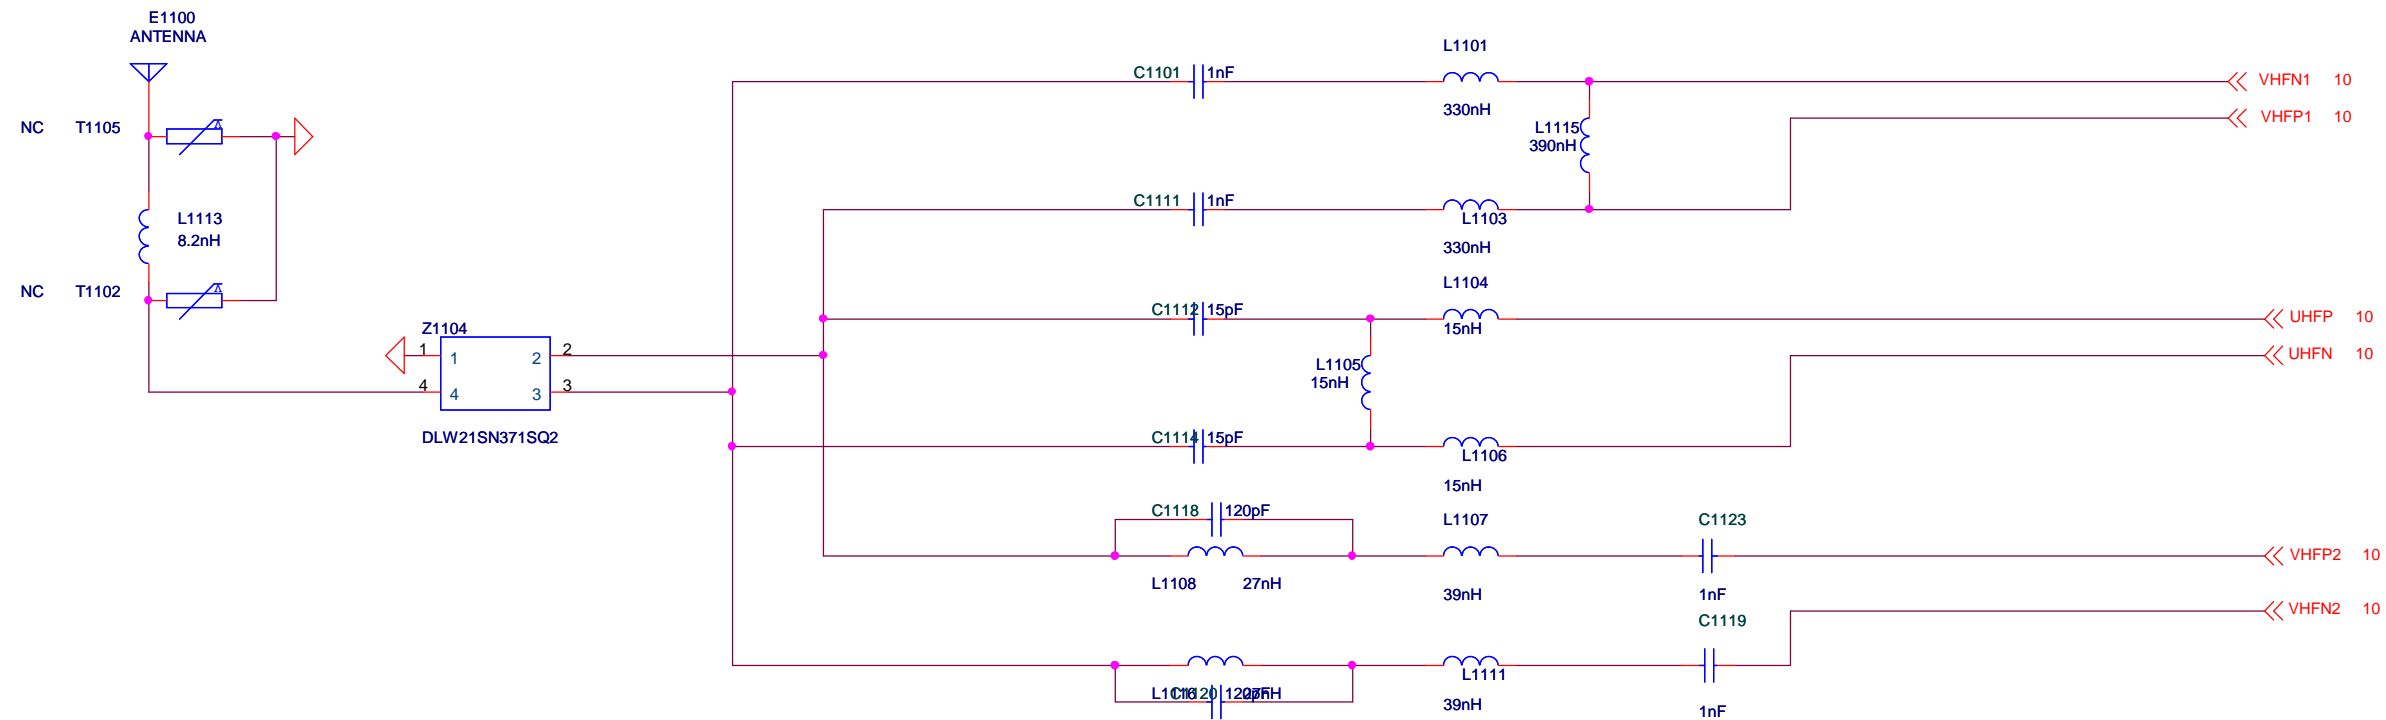 E1100
ANTENNA
NC T1105
L1113
8.2nH
NC T1102
Z1104
1 1 2 2
4 4 3 3
DLW21SN371SQ2
C1101 1nF
L1101
330nH
L1115
390nH
VHFN1 10
VHFP1 10
C1111 1nF
L1103
330nH
L1104
C1112 15pF
15nH
L1105
15nH
UHFP 10
UHFN 10
C1114 15pF
L1106
15nH
C1118 120pF
L1107
C1123
L1108 27nH
39nH
1nF
VHFP2 10
C1119
VHFN2 10
L1111
C1120 120pF
39nH
1nF